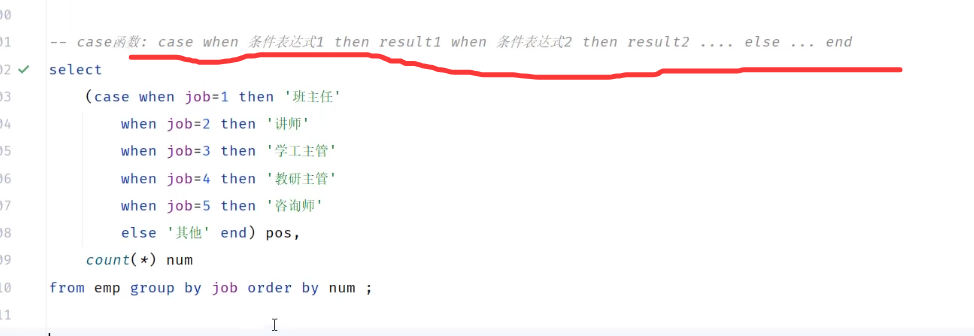 00
01 -- case函数: case when 条件表达式1 then result1 when 条件表达式2 then result2 .... else ... end
02 select
03 (case when job=1 then '班主任'
04 when job=2 then '讲师'
05 when job=3 then '学工主管'
06 when job=4 then '教研主管'
07 when job=5 then '咨询师'
08 else '其他' end) pos,
09 count(*) num
10 from emp group by job order by num ;
11